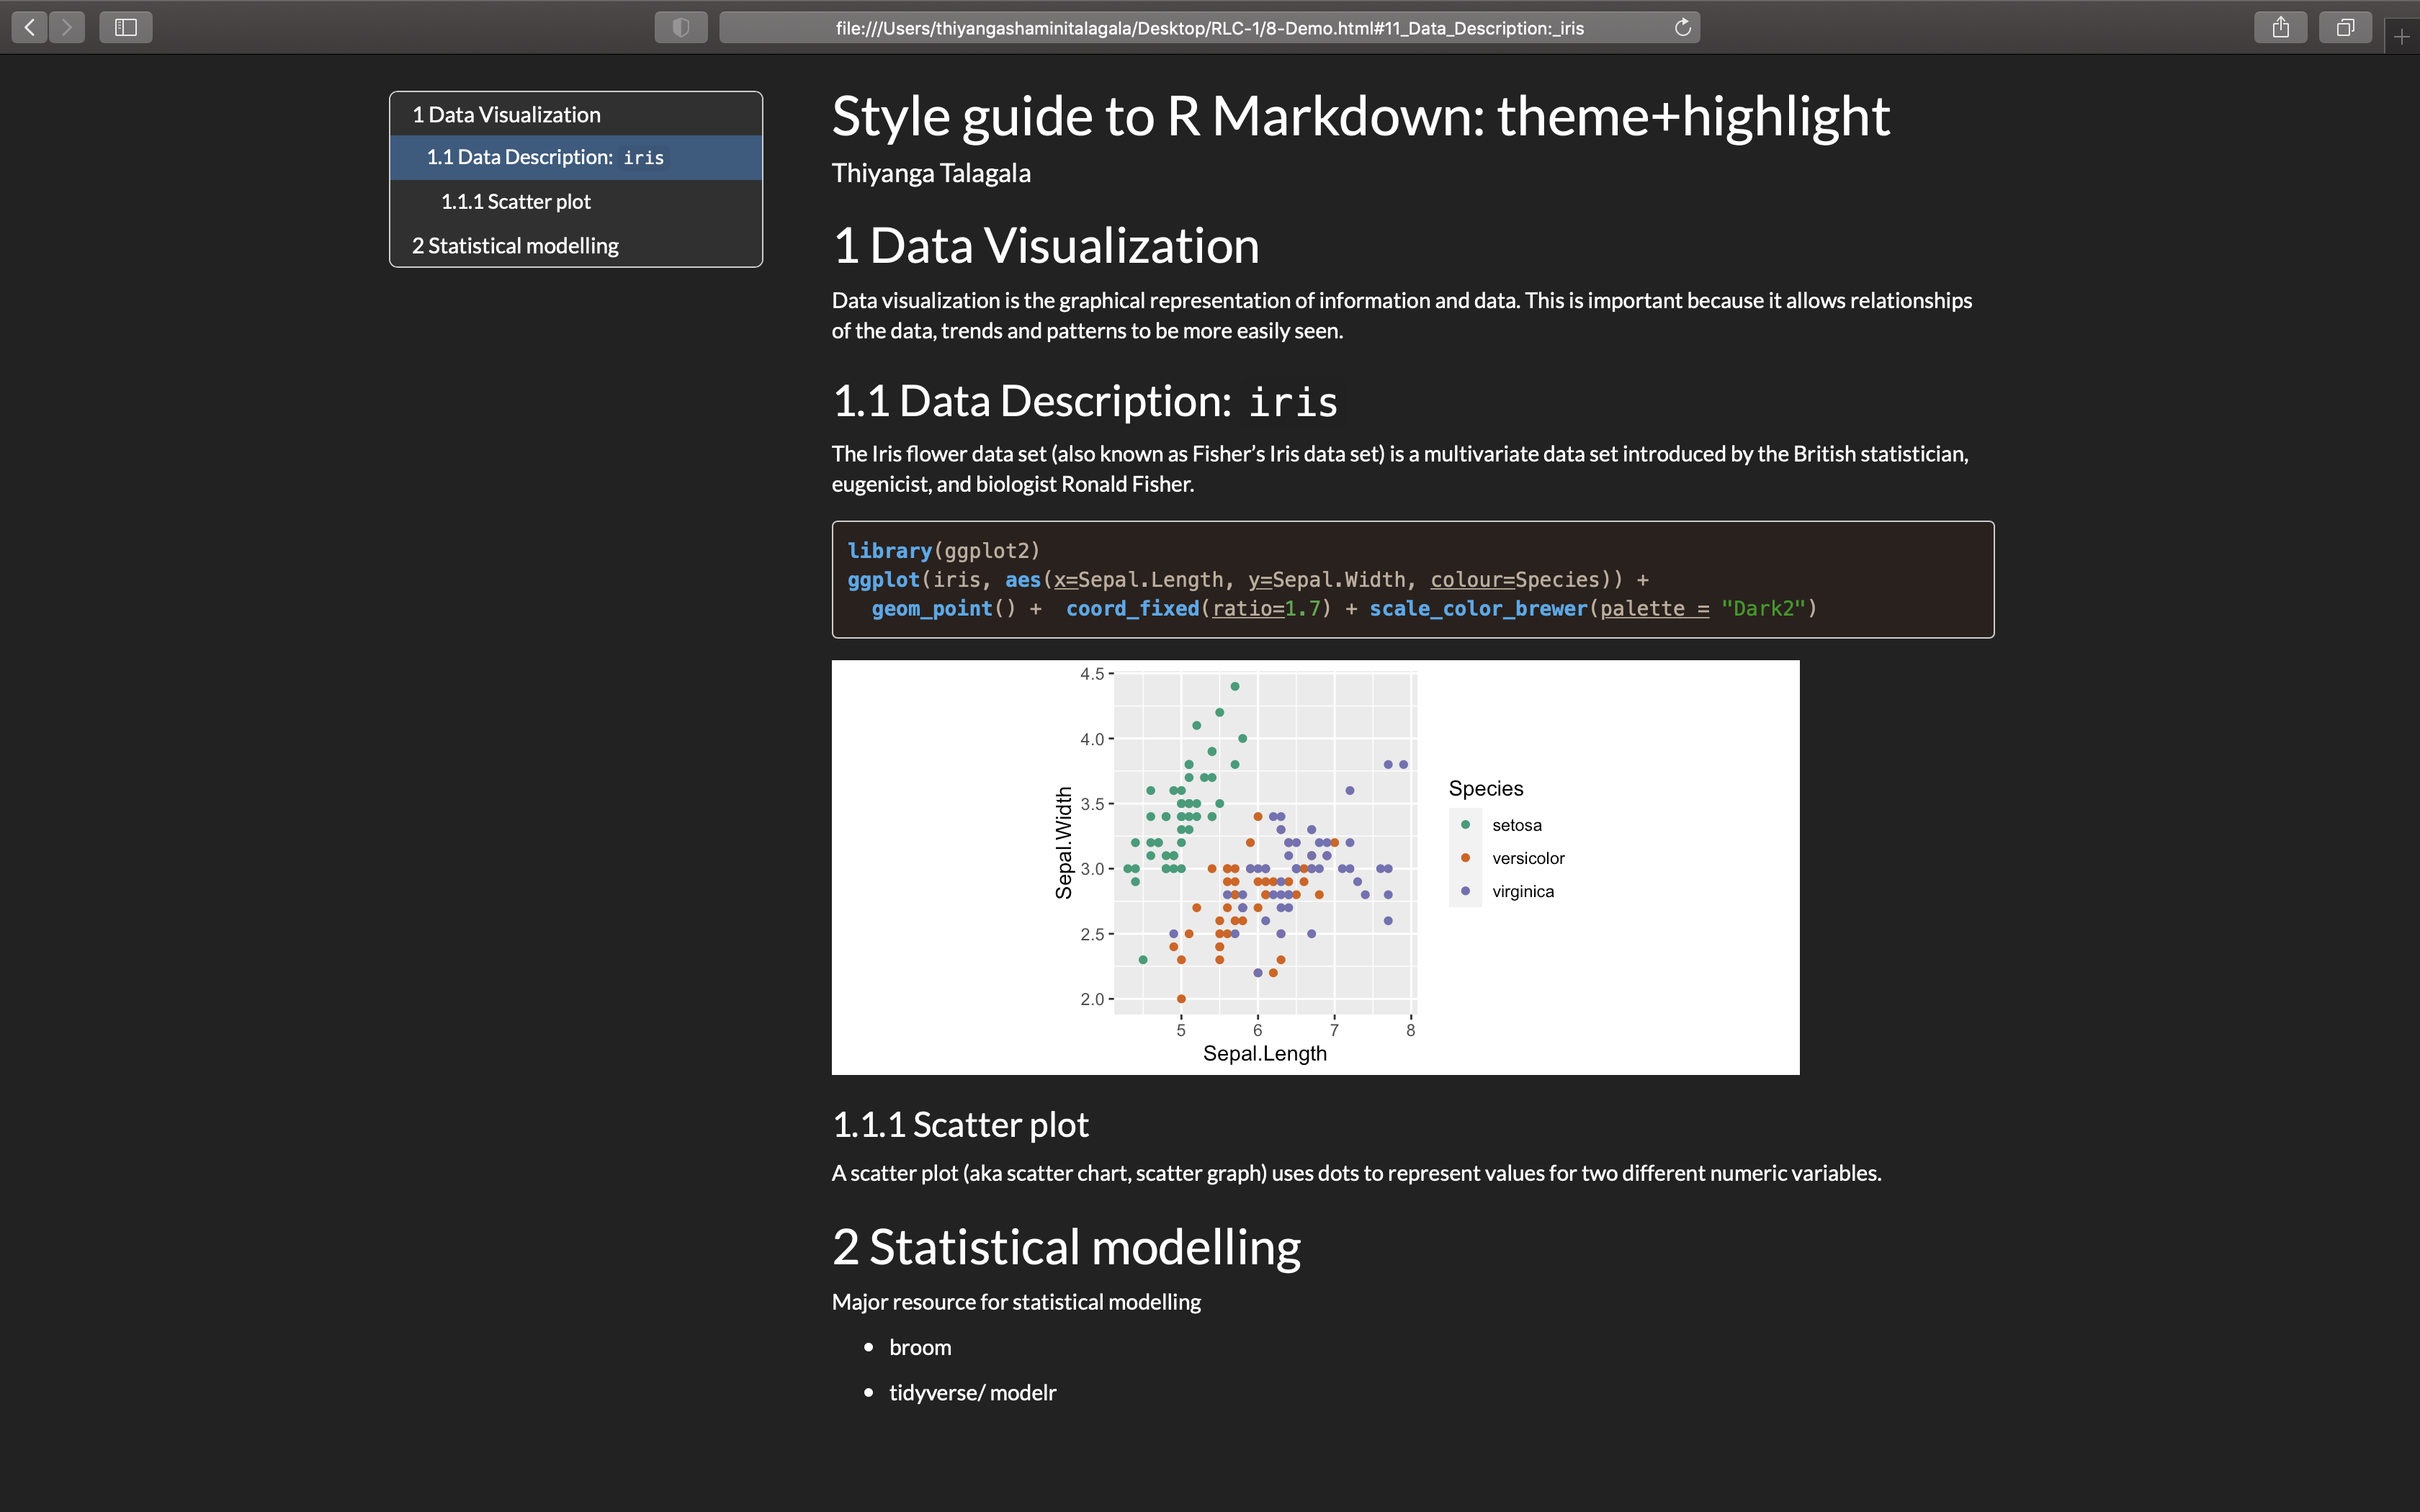 file:///Users/thiyangashaminitalagala/Desktop/RLC-1/8-Demo.html#11_Data_Description:_iris
1 Data Visualization
1.1 Data Description: iris
1.1.1 Scatter plot
2 Statistical modelling
Style guide to R Markdown: theme+highlight
Thiyanga Talagala
1 Data Visualization
Data visualization is the graphical representation of information and data. This is important because it allows relationships
of the data, trends and patterns to be more easily seen.
1.1 Data Description: iris
The Iris flower data set (also known as Fisher’s Iris data set) is a multivariate data set introduced by the British statistician,
eugenicist, and biologist Ronald Fisher.
library(ggplot2)
ggplot(iris, aes(x=Sepal.Length, y=Sepal.Width, colour=Species)) +
  geom_point() +  coord_fixed(ratio=1.7) + scale_color_brewer(palette = "Dark2")
4.5
4.0
3.5
3.0
2.5
2.0
Sepal.Width
5 6 7 8
Sepal.Length
Species
setosa
versicolor
virginica
1.1.1 Scatter plot
A scatter plot (aka scatter chart, scatter graph) uses dots to represent values for two different numeric variables.
2 Statistical modelling
Major resource for statistical modelling
• broom
• tidyverse/ modelr